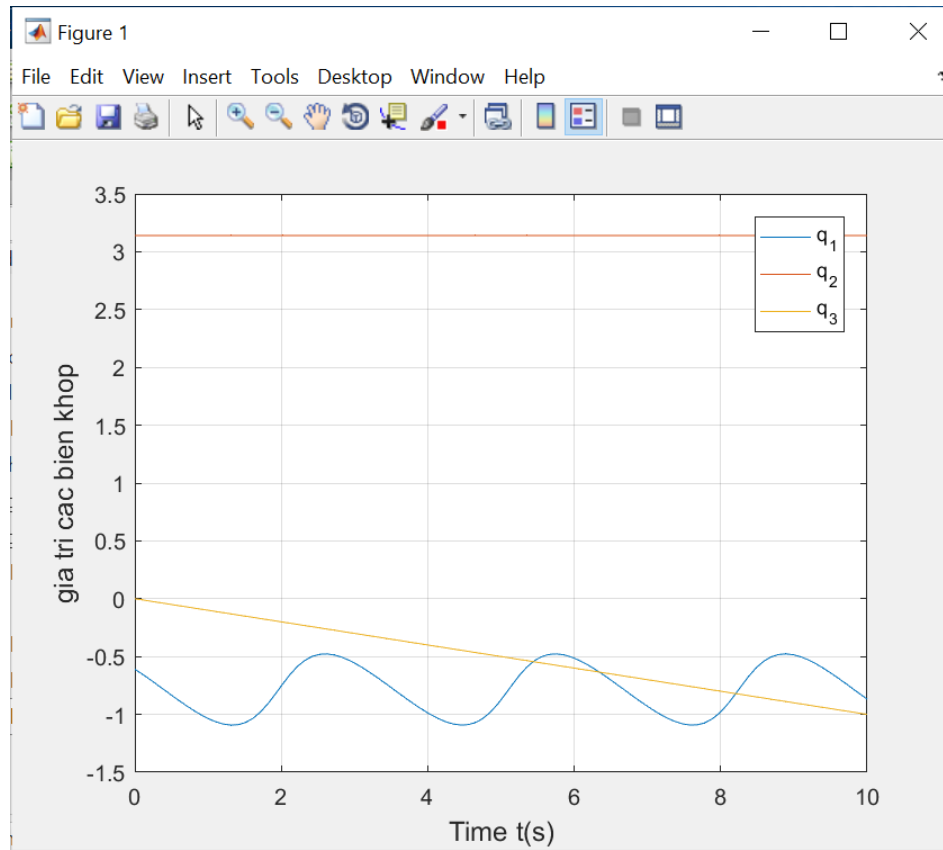 Figure 1
File Edit View Insert Tools Desktop Window Help
3.5
3
2.5
2
1.5
1
0.5
0
-0.5
-1
-1.5
gia tri cac bien khop
q1
q2
q3
0 2 4 6 8 10
Time t(s)